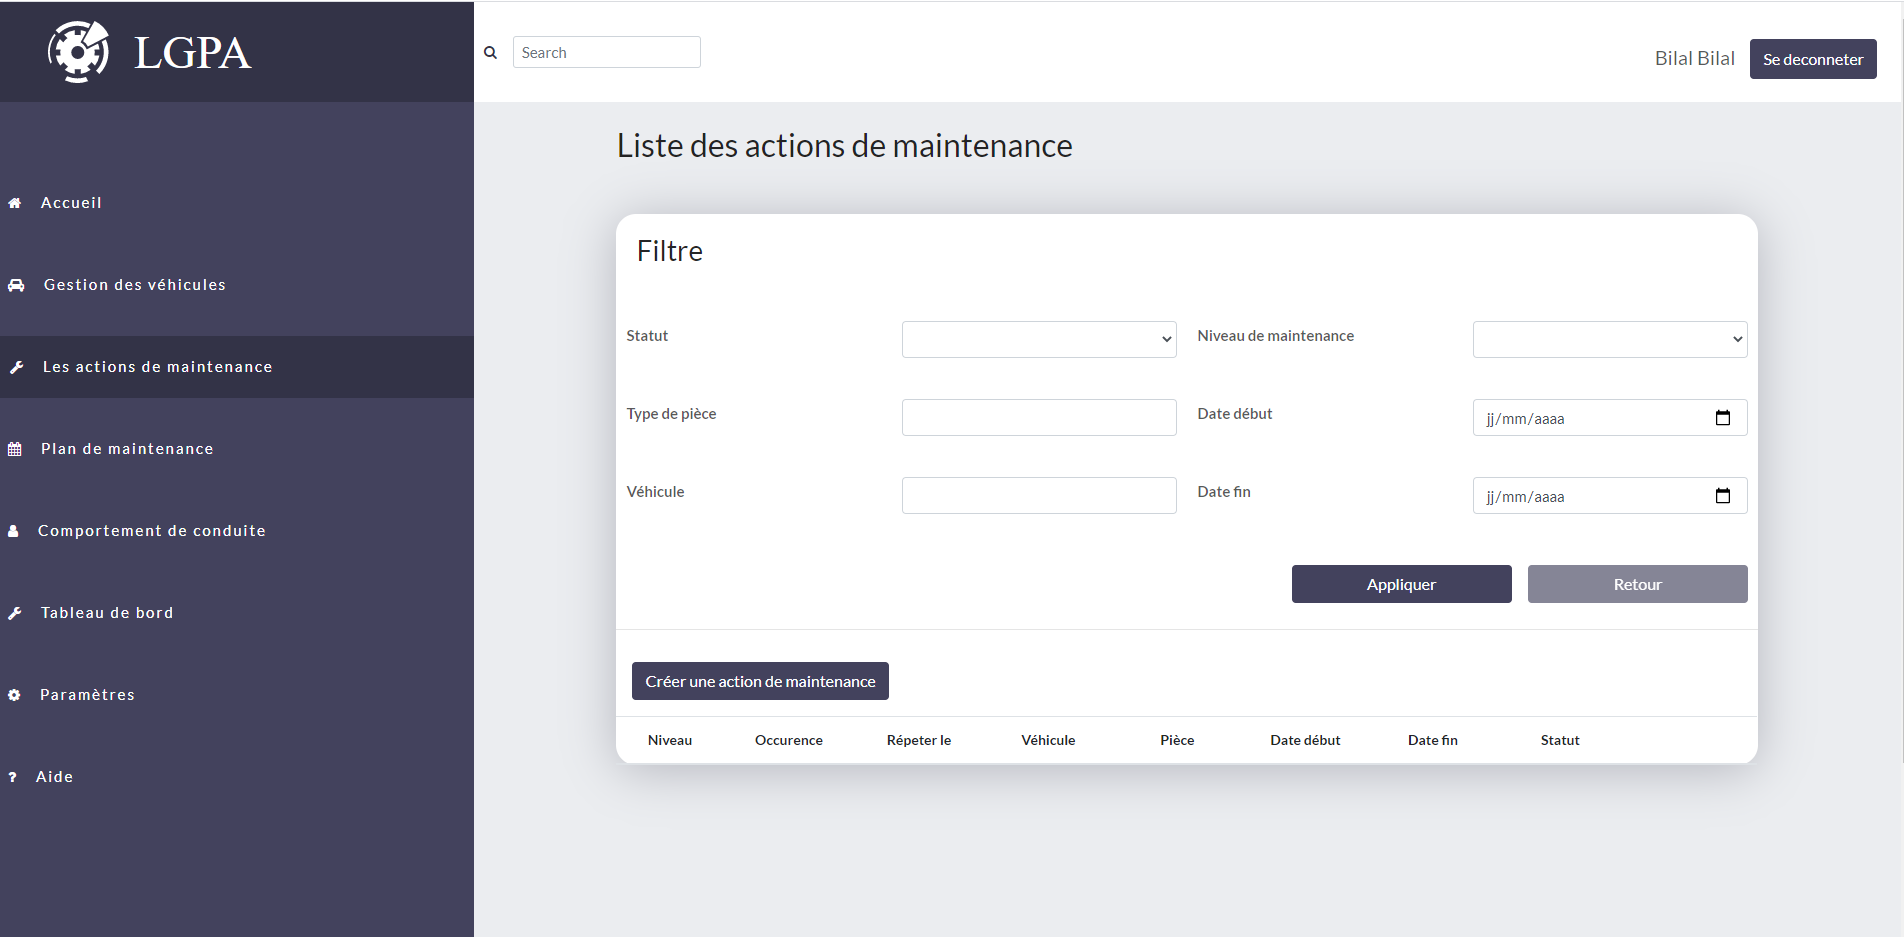 LGPA
Search
Bilal Bilal
Se deconneter
Accueil
Gestion des véhicules
Les actions de maintenance
Plan de maintenance
Comportement de conduite
Tableau de bord
Paramètres
Aide
Liste des actions de maintenance
Filtre
Statut
Niveau de maintenance
Type de pièce
Date début
jj/mm/aaaa
Véhicule
Date fin
jj/mm/aaaa
Appliquer
Retour
Créer une action de maintenance
Niveau Occurence Répeter le Véhicule Pièce Date début Date fin Statut